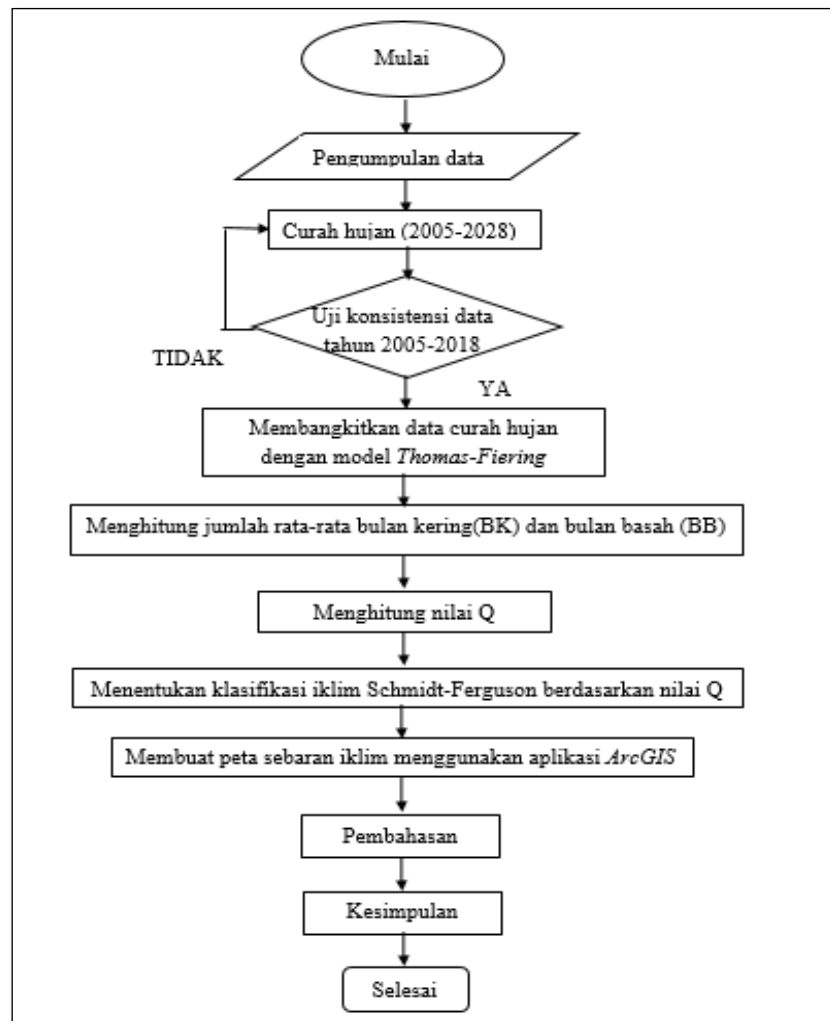 Mulai
Pengumpulan data
Curah hujan (2005-2028)
Uji konsistensi data
tahun 2005-2018
TIDAK
YA
Membangkitkan data curah hujan
dengan model Thomas-Fiering
Menghitung jumlah rata-rata bulan kering(BK) dan bulan basah (BB)
Menghitung nilai Q
Menentukan klasifikasi iklim Schmidt-Ferguson berdasarkan nilai Q
Membuat peta sebaran iklim menggunakan aplikasi ArcGIS
Pembahasan
Kesimpulan
Selesai